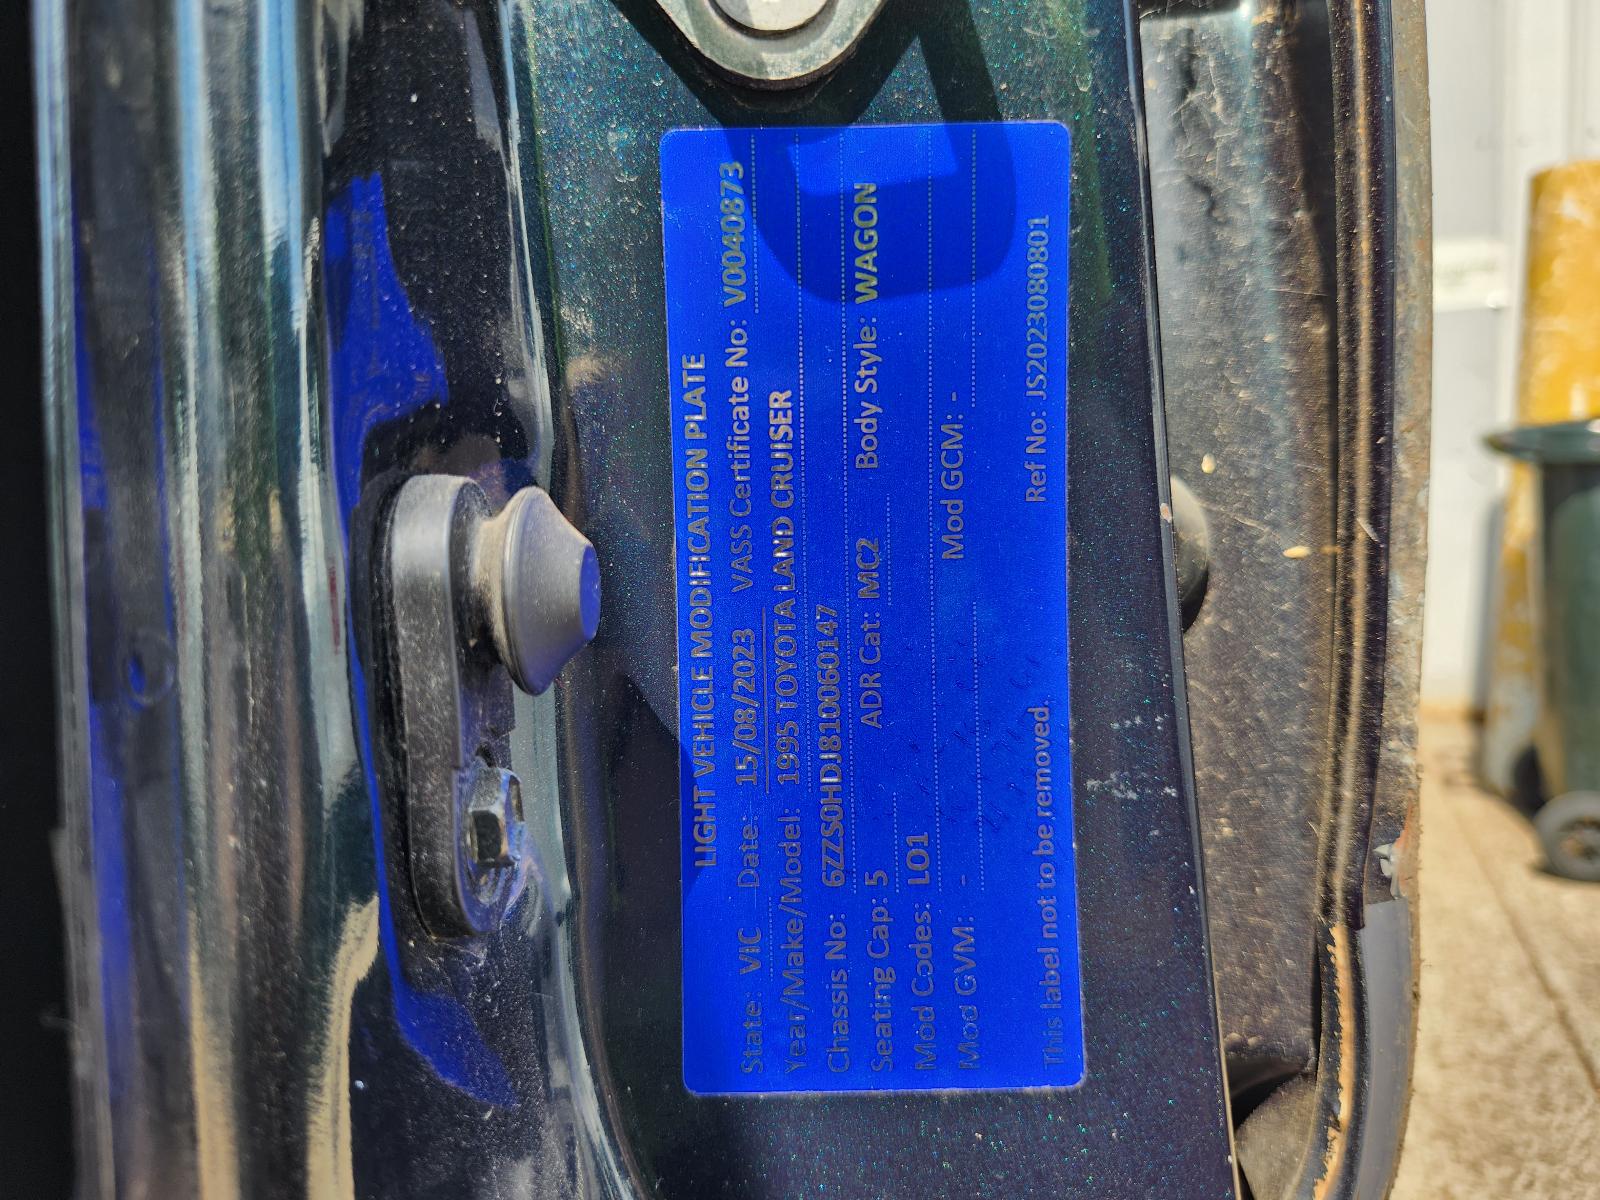 LIGHT VEHICLE MODIFICATION PLATE
State: VIC Date: 15/08/2023 VASS Certificate No: V0040873
Year/Make/Model: 1995 TOYOTA LAND CRUISER
Chassis No: 6ZZS0HDJ810060147
Seating Cap: 5 ADR Cat: MC2 Body Style: WAGON
Mod Codes: LO1
Mod GVM: - Mod GCM: -
This label not to be removed. Ref No: JS2023080801